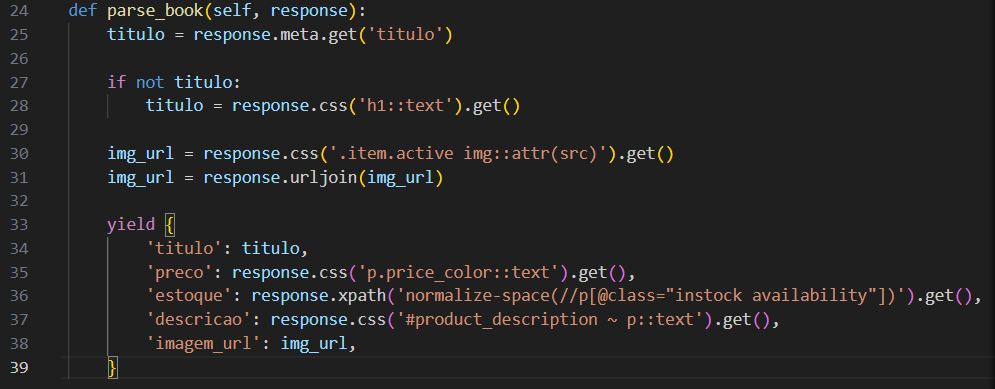 24 def parse_book(self, response):
25 titulo = response.meta.get('titulo')
26
27 if not titulo:
28 titulo = response.css('h1::text').get()
29
30 img_url = response.css('.item.active img::attr(src)').get()
31 img_url = response.urljoin(img_url)
32
33 yield {
34 'titulo': titulo,
35 'preco': response.css('p.price_color::text').get(),
36 'estoque': response.xpath('normalize-space(//p[@class="instock availability"])').get(),
37 'descricao': response.css('#product_description ~ p::text').get(),
38 'imagem_url': img_url,
39 }